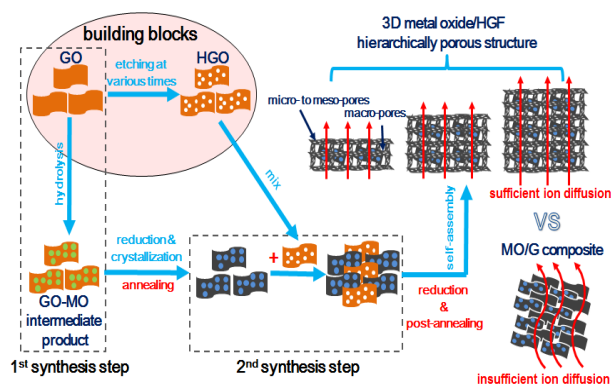 building blocks
GO
HGO
etching at
various times
hydrolysis
mix
GO-MO
intermediate
product
1st synthesis step
reduction &
crystallization
annealing
+
2nd synthesis step
reduction
&
post-annealing
self-assembly
3D metal oxide/HGF
hierarchically porous structure
micro- to meso-pores
macro-pores
sufficient ion diffusion
VS
MO/G composite
insufficient ion diffusion